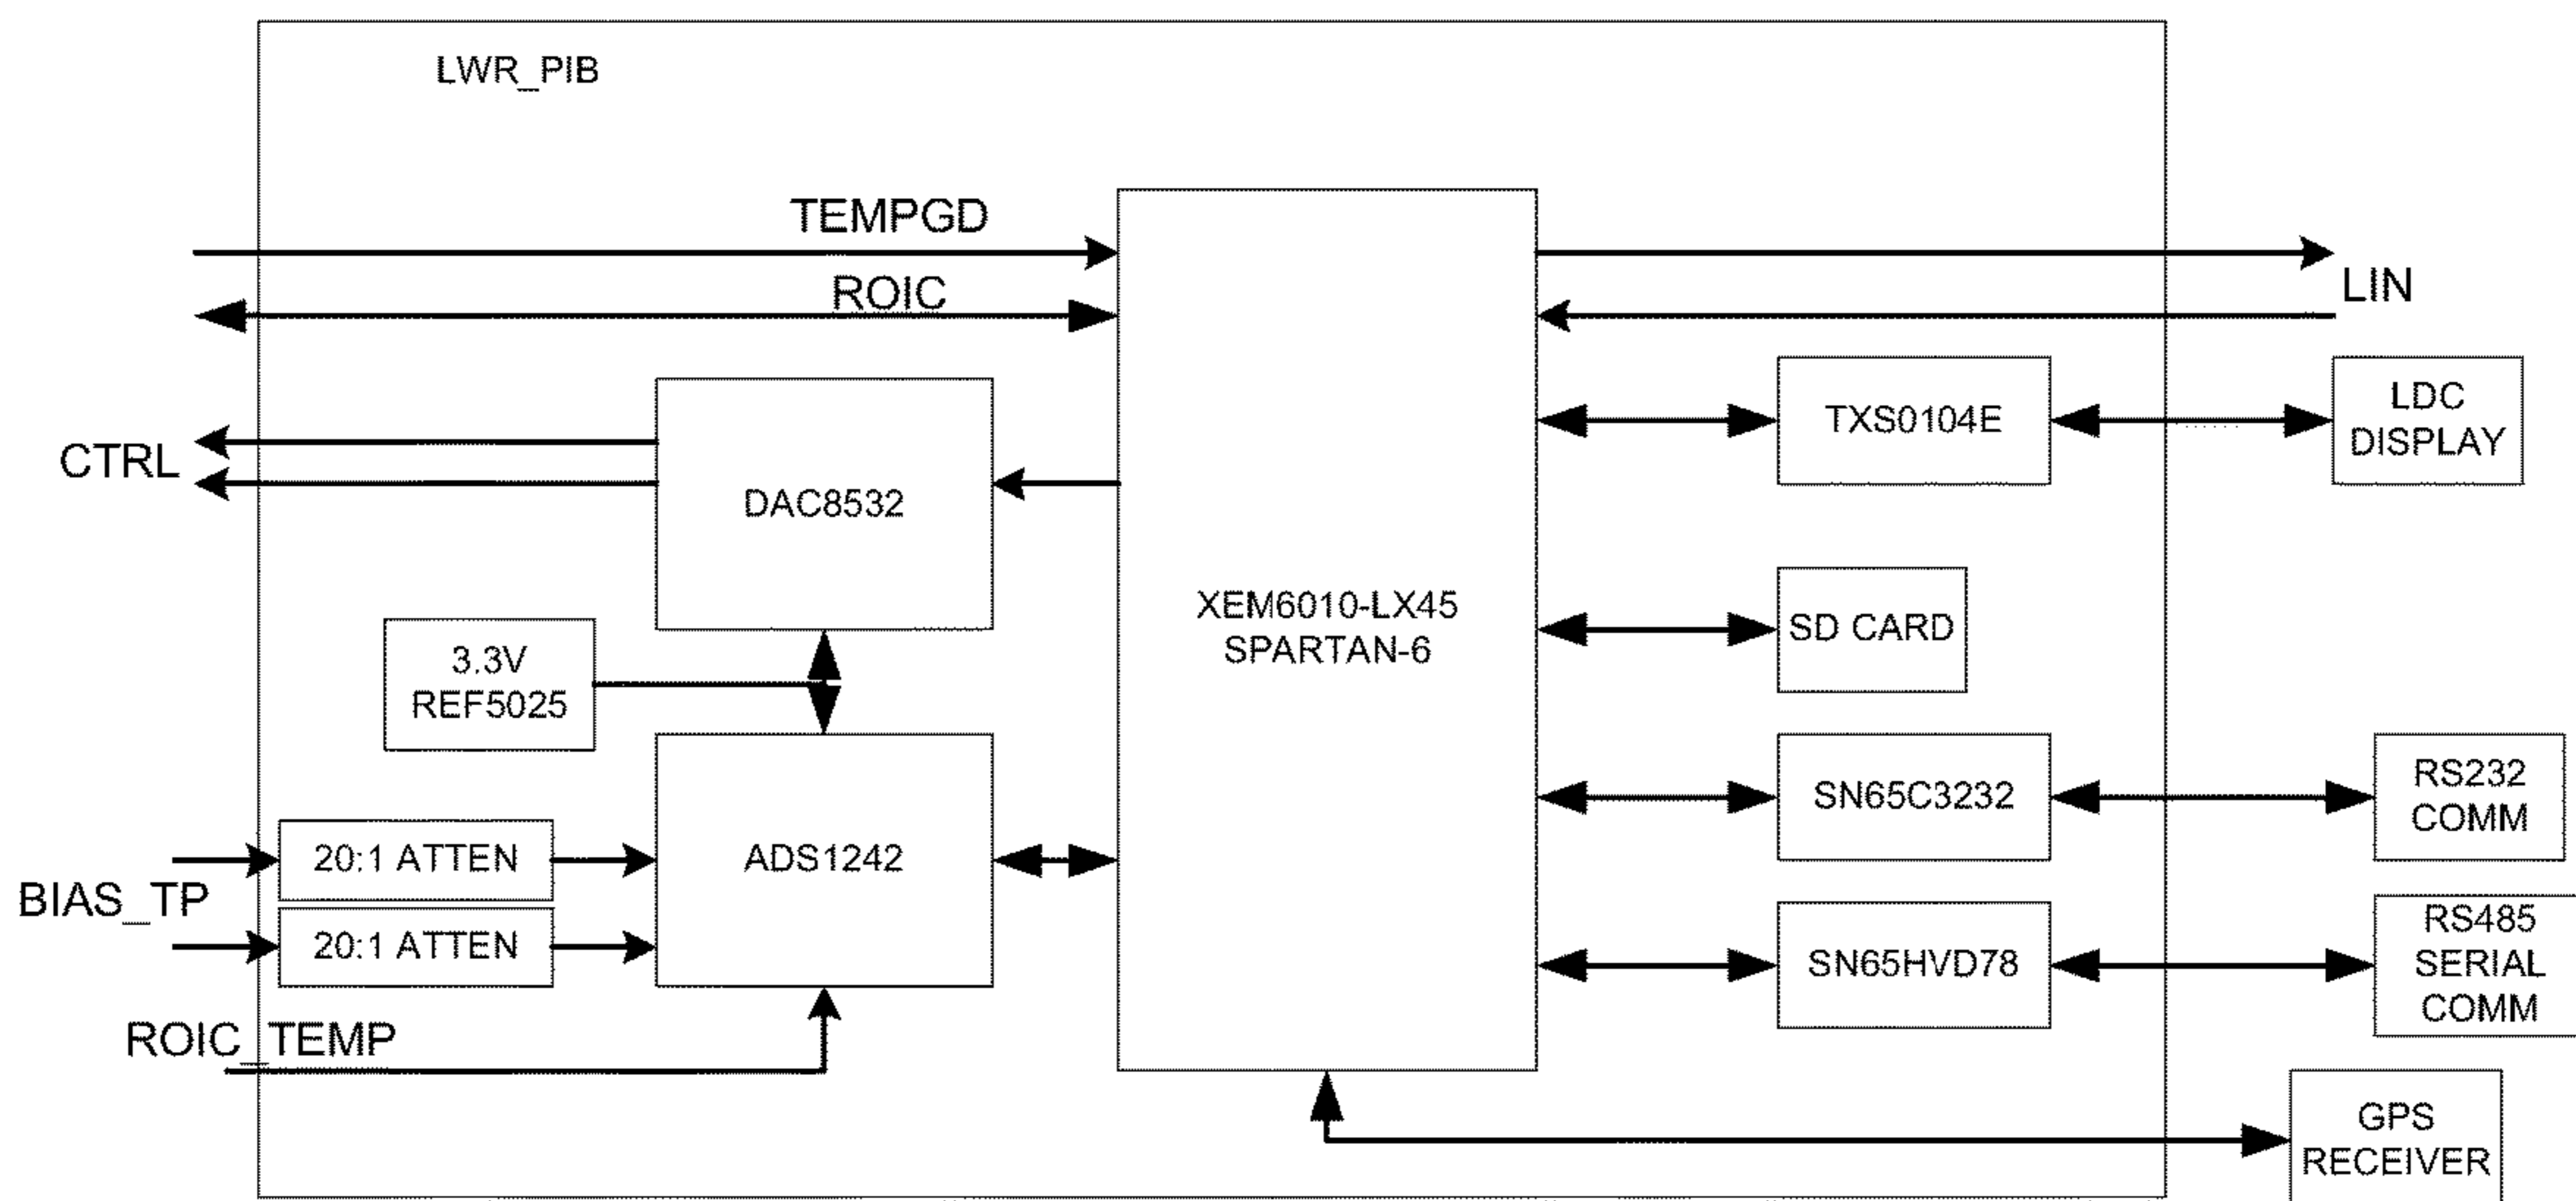 LWR_PIB
TEMPGD
ROIC
LIN
CTRL
DAC8532
TXS0104E
LDC
DISPLAY
XEM6010-LX45
SPARTAN-6
SD CARD
3.3V
REF5025
SN65C3232
RS232
COMM
BIAS_TP
20:1 ATTEN
20:1 ATTEN
ADS1242
SN65HVD78
RS485
SERIAL
COMM
ROIC_TEMP
GPS
RECEIVER